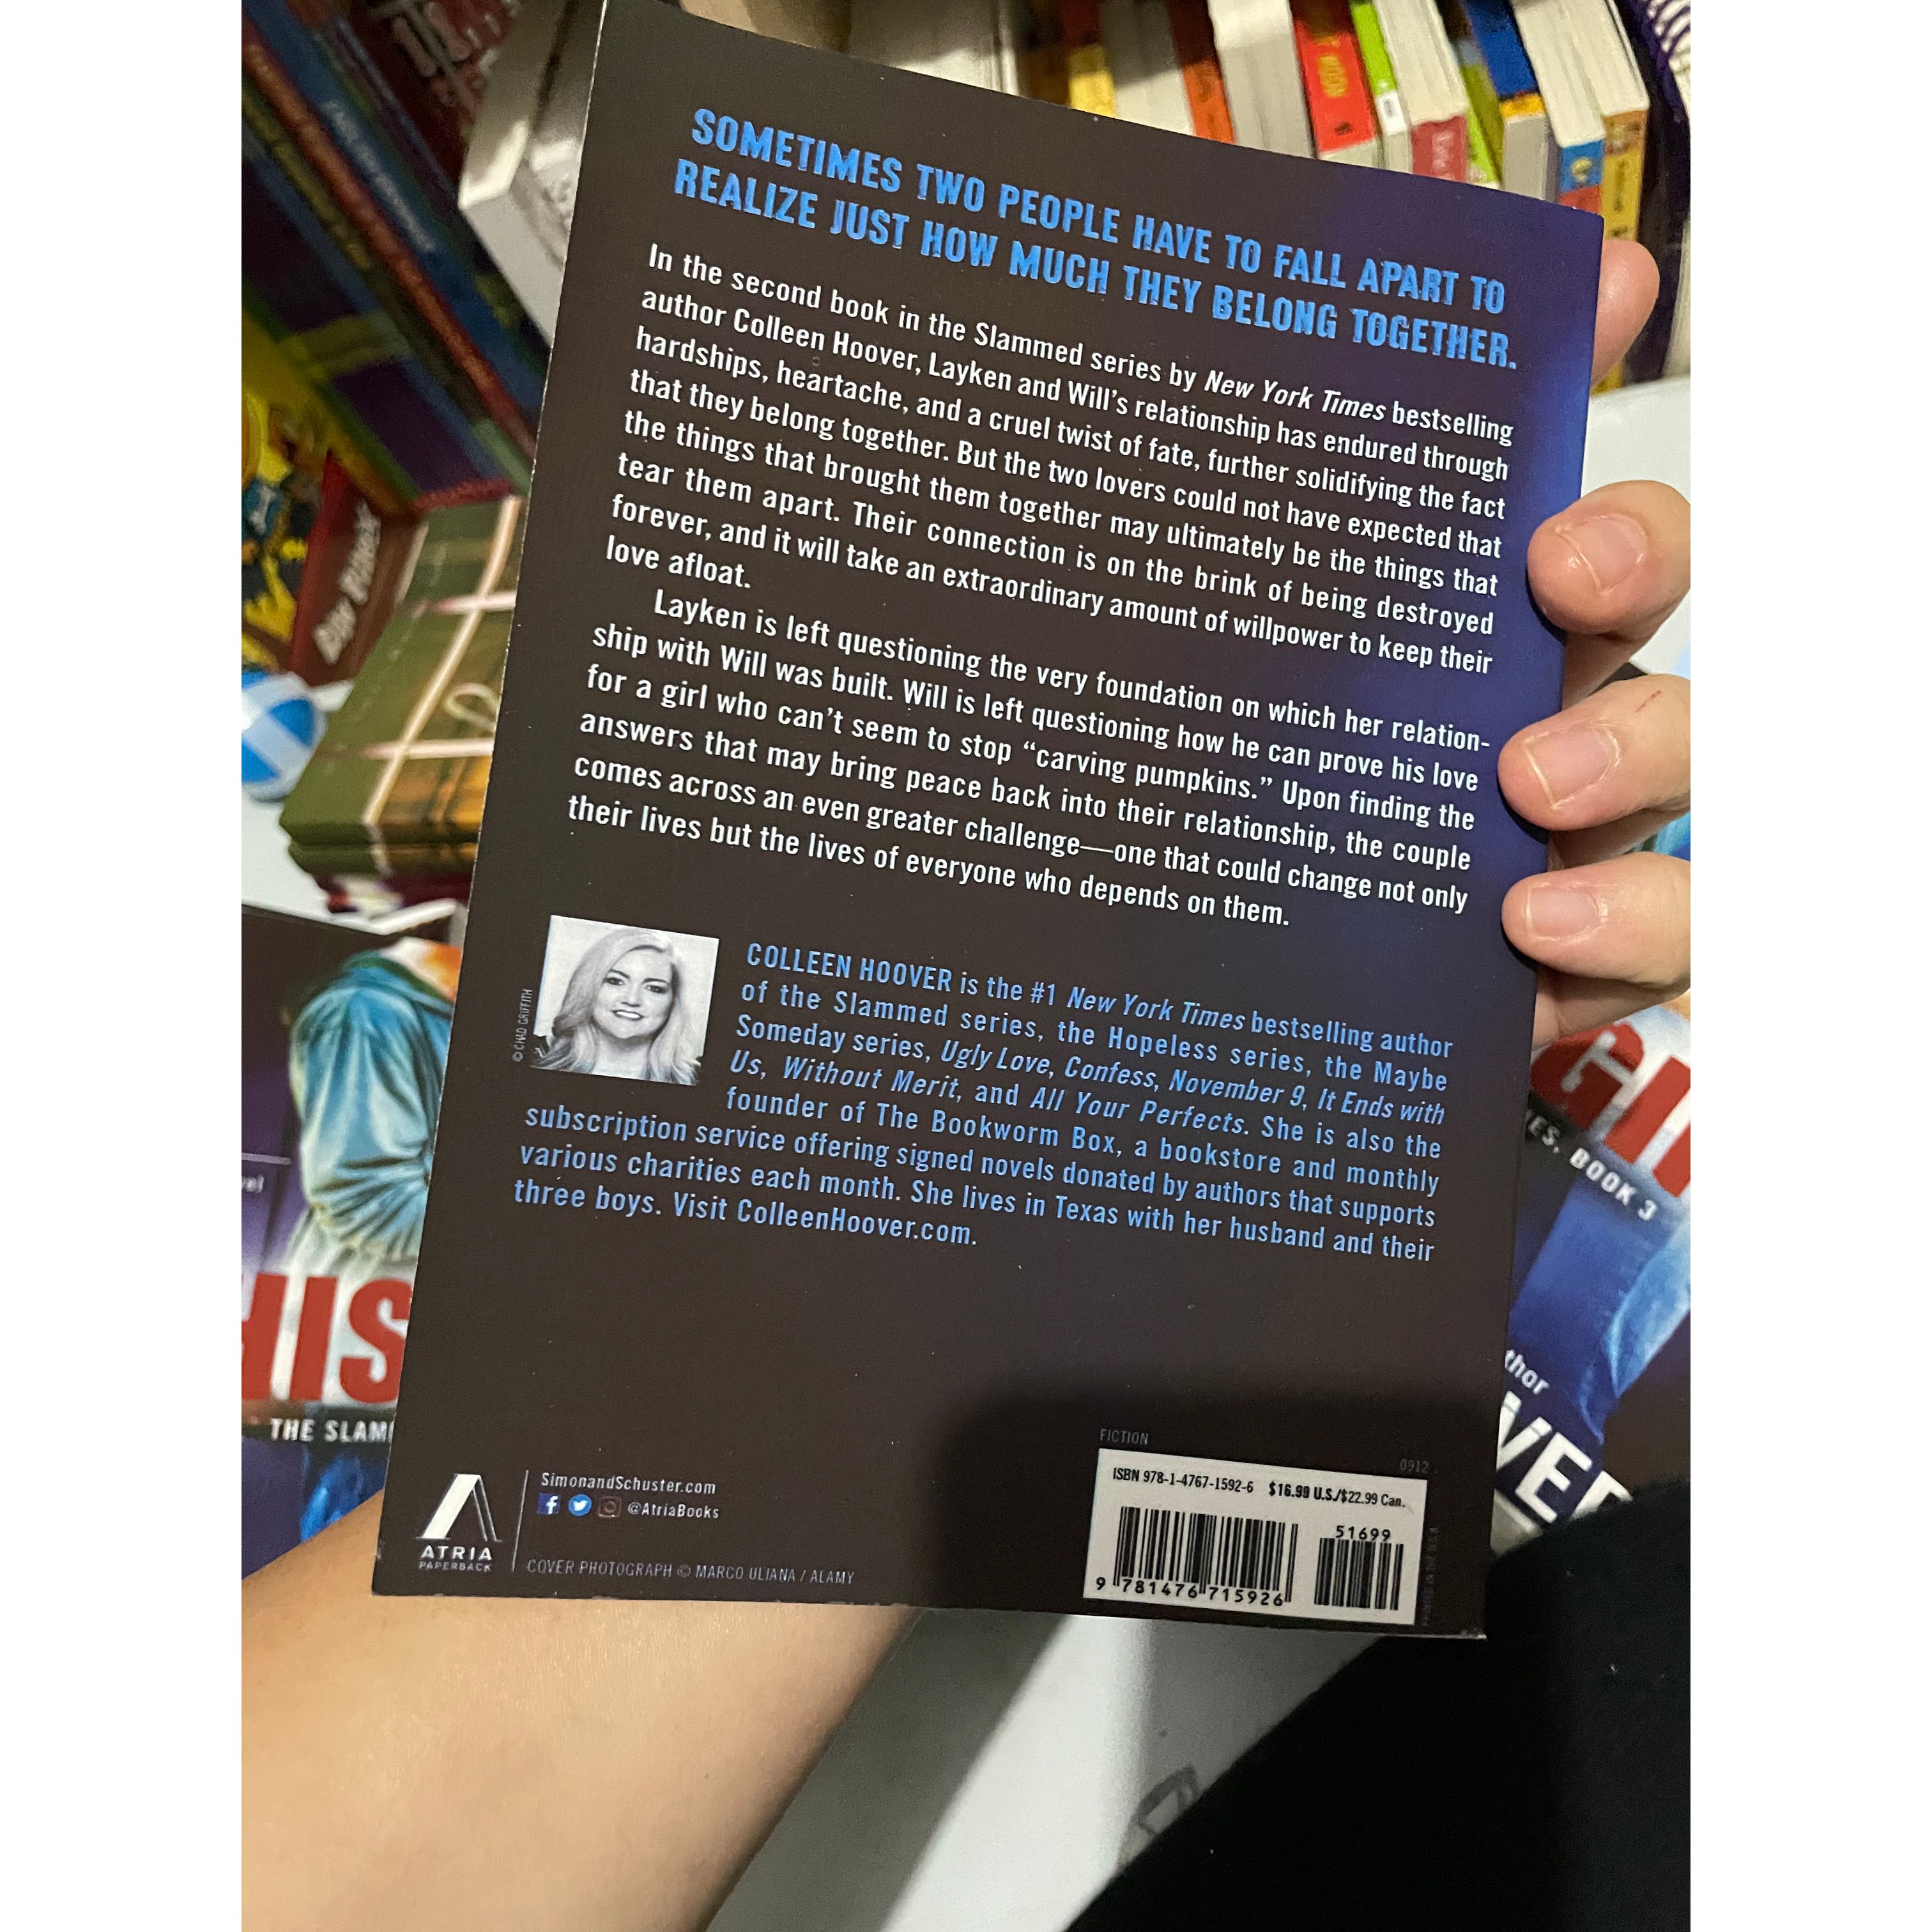 SOMETIMES TWO PEOPLE HAVE TO FALL APART TO
REALIZE JUST HOW MUCH THEY BELONG TOGETHER.
In the second book in the Slammed series by New York Times bestselling
author Colleen Hoover, Layken and Will's relationship has endured through
hardships, heartache, and a cruel twist of fate, further solidifying the fact
that they belong together. But the two lovers could not have expected that
the things that brought them together may ultimately be the things that
tear them apart. Their connection is on the brink of being destroyed
forever, and it will take an extraordinary amount of willpower to keep their
love afloat.
Layken is left questioning the very foundation on which her relation-
ship with Will was built. Will is left questioning how he can prove his love
for a girl who can't seem to stop “carving pumpkins.” Upon finding the
answers that may bring peace back into their relationship, the couple
comes across an even greater challenge—one that could change not only
their lives but the lives of everyone who depends on them.
© CHAD GRIFFITH
COLLEEN HOOVER is the #1 New York Times bestselling author
of the Slammed series, the Hopeless series, the Maybe
Someday series, Ugly Love, Confess, November 9, It Ends with
Us, Without Merit, and All Your Perfects. She is also the
founder of The Bookworm Box, a bookstore and monthly
subscription service offering signed novels donated by authors that supports
various charities each month. She lives in Texas with her husband and their
three boys. Visit ColleenHoover.com.
ATRIA
PAPERBACK
SimonandSchuster.com
@AtriaBooks
COVER PHOTOGRAPH © MARCO ULIANA / ALAMY
FICTION
0912
ISBN 978-1-4767-1592-6 $16.99 U.S./$22.99 Can.
51699
9 781476 715926
HIS
THE SLAM
GI
ES, BOOK 3
thor
VER